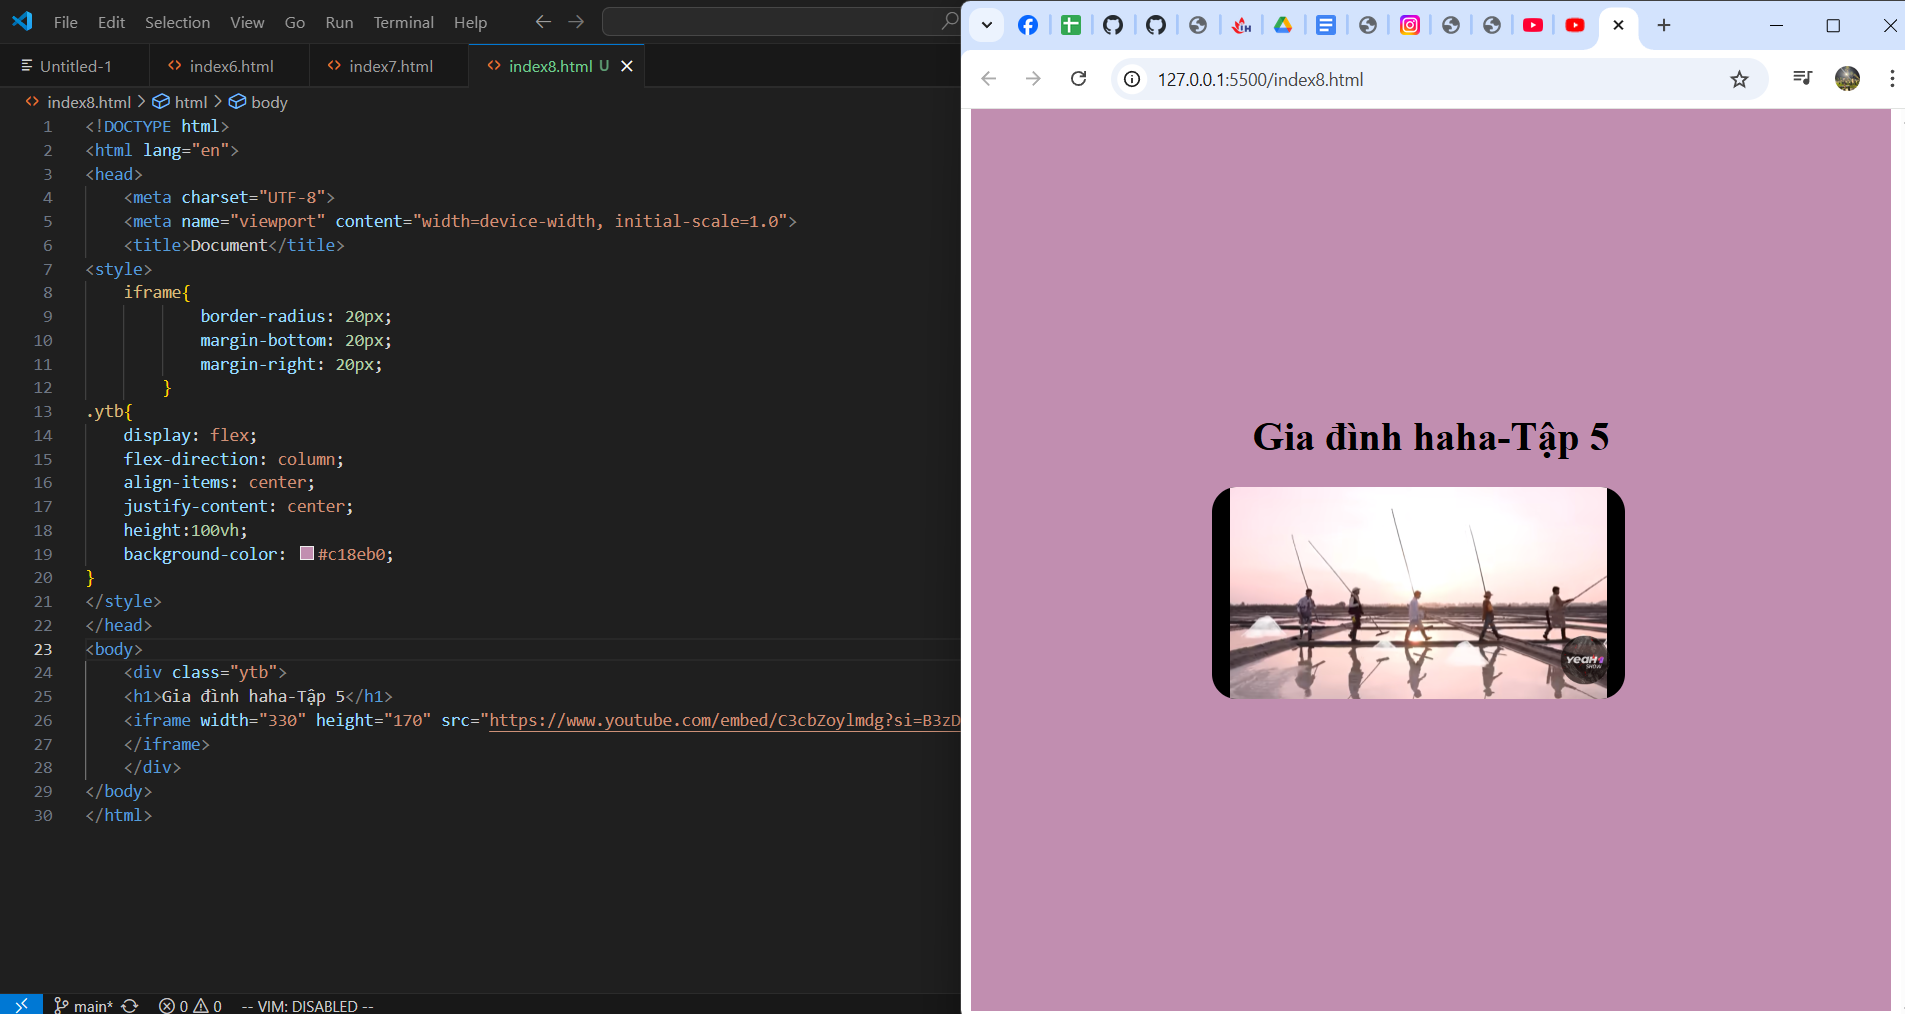 File Edit Selection View Go Run Terminal Help
Untitled-1 index6.html index7.html index8.html U
index8.html > html > body
1 <!DOCTYPE html>
2 <html lang="en">
3 <head>
4 <meta charset="UTF-8">
5 <meta name="viewport" content="width=device-width, initial-scale=1.0">
6 <title>Document</title>
7 <style>
8 iframe{
9 border-radius: 20px;
10 margin-bottom: 20px;
11 margin-right: 20px;
12 }
13 .ytb{
14 display: flex;
15 flex-direction: column;
16 align-items: center;
17 justify-content: center;
18 height:100vh;
19 background-color: #c18eb0;
20 }
21 </style>
22 </head>
23 <body>
24 <div class="ytb">
25 <h1>Gia đình haha-Tập 5</h1>
26 <iframe width="330" height="170" src="https://www.youtube.com/embed/C3cbZoylmdg?si=B3zD
27 </iframe>
28 </div>
29 </body>
30 </html>
main* 0 0 -- VIM: DISABLED --
127.0.0.1:5500/index8.html
Gia đình haha-Tập 5
YeaH1
SHOW